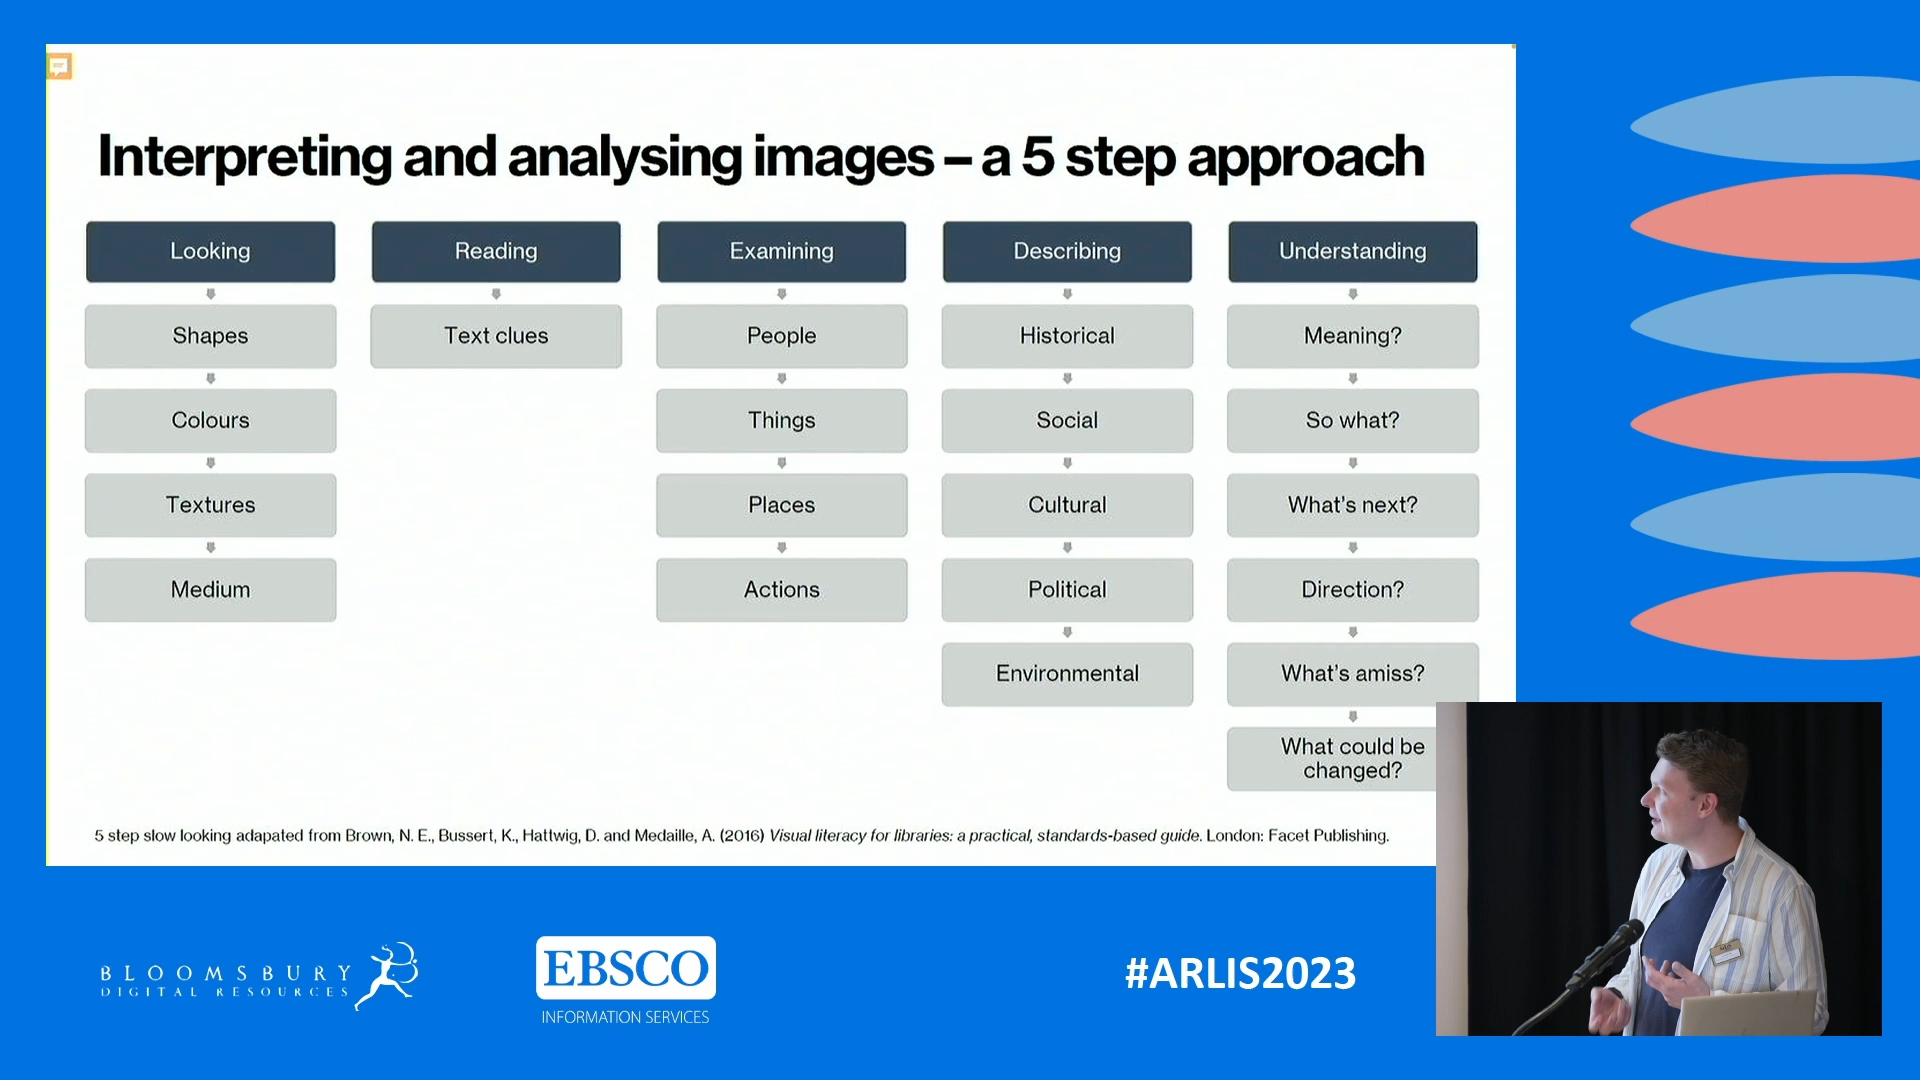 Interpreting and analysing images – a 5 step approach
Looking
Shapes
Colours
Textures
Medium
Reading
Text clues
Examining
People
Things
Places
Actions
Describing
Historical
Social
Cultural
Political
Environmental
Understanding
Meaning?
So what?
What's next?
Direction?
What's amiss?
What could be
changed?
5 step slow looking adapated from Brown, N. E., Bussert, K., Hattwig, D. and Medaille, A. (2016) Visual literacy for libraries: a practical, standards-based guide. London: Facet Publishing.
BLOOMSBURY
DIGITAL RESOURCES
EBSCO
INFORMATION SERVICES
#ARLIS2023